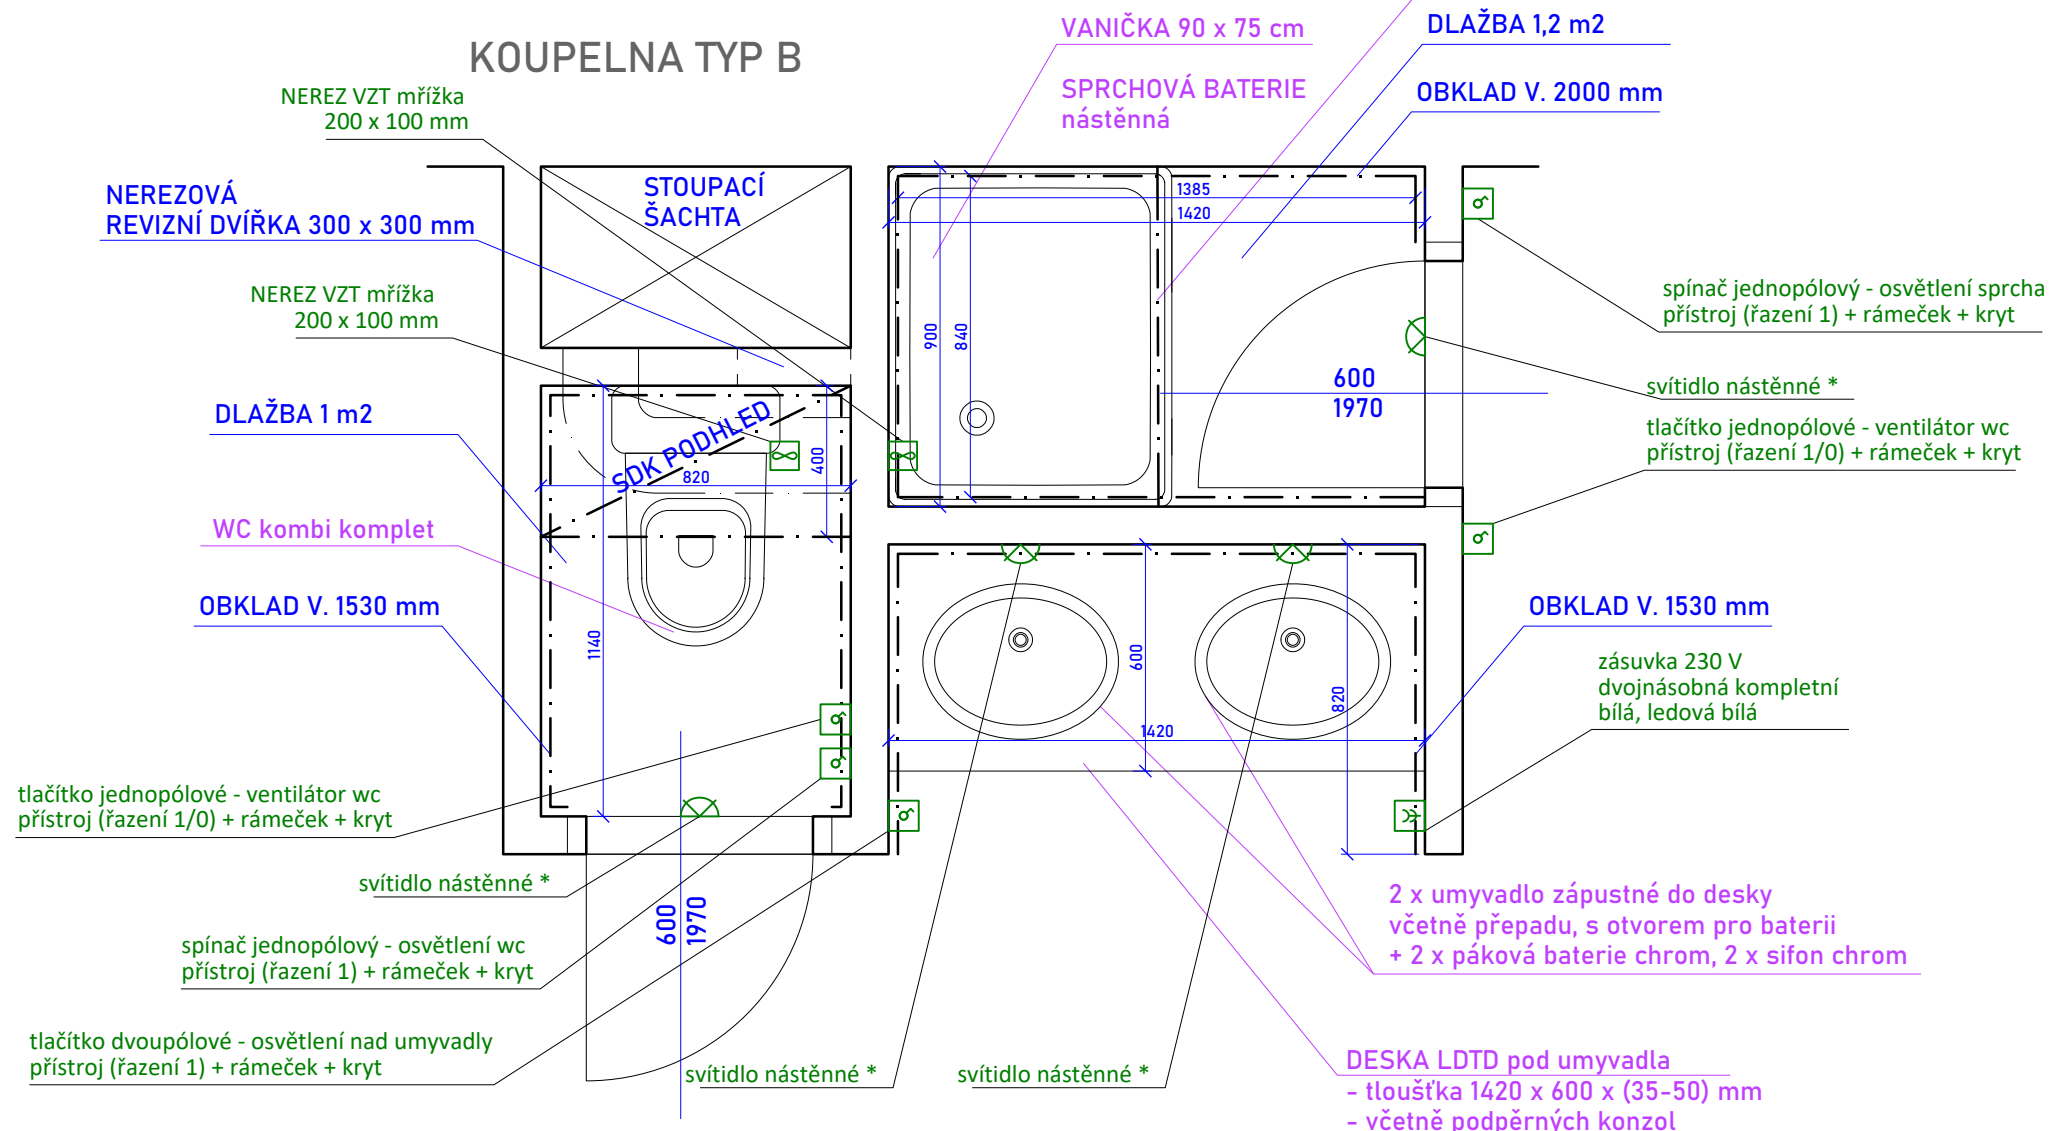 KOUPELNA TYP B
VANIČKA 90 x 75 cm
SPRCHOVÁ BATERIE
nástěnná
DLAŽBA 1,2 m2
OBKLAD V. 2000 mm
NEREZ VZT mřížka
200 x 100 mm
NEREZOVÁ
REVIZNÍ DVÍŘKA 300 x 300 mm
STOUPACÍ
ŠACHTA
1385
1420
900
840
600
1970
spínač jednopólový - osvětlení sprcha
přístroj (řazení 1) + rámeček + kryt
svítidlo nástěnné *
tlačítko jednopólové - ventilátor wc
přístroj (řazení 1/0) + rámeček + kryt
NEREZ VZT mřížka
200 x 100 mm
DLAŽBA 1 m2
SDK PODHLED
820
400
WC kombi komplet
OBKLAD V. 1530 mm
1140
600
820
1420
OBKLAD V. 1530 mm
zásuvka 230 V
dvojnásobná kompletní
bílá, ledová bílá
tlačítko jednopólové - ventilátor wc
přístroj (řazení 1/0) + rámeček + kryt
svítidlo nástěnné *
600
1970
spínač jednopólový - osvětlení wc
přístroj (řazení 1) + rámeček + kryt
tlačítko dvoupólové - osvětlení nad umyvadly
přístroj (řazení 1) + rámeček + kryt
svítidlo nástěnné *
svítidlo nástěnné *
2 x umyvadlo zápustné do desky
včetně přepadu, s otvorem pro baterii
+ 2 x páková baterie chrom, 2 x sifon chrom
DESKA LDTD pod umyvadla
- tloušťka 1420 x 600 x (35-50) mm
- včetně podpěrných konzol